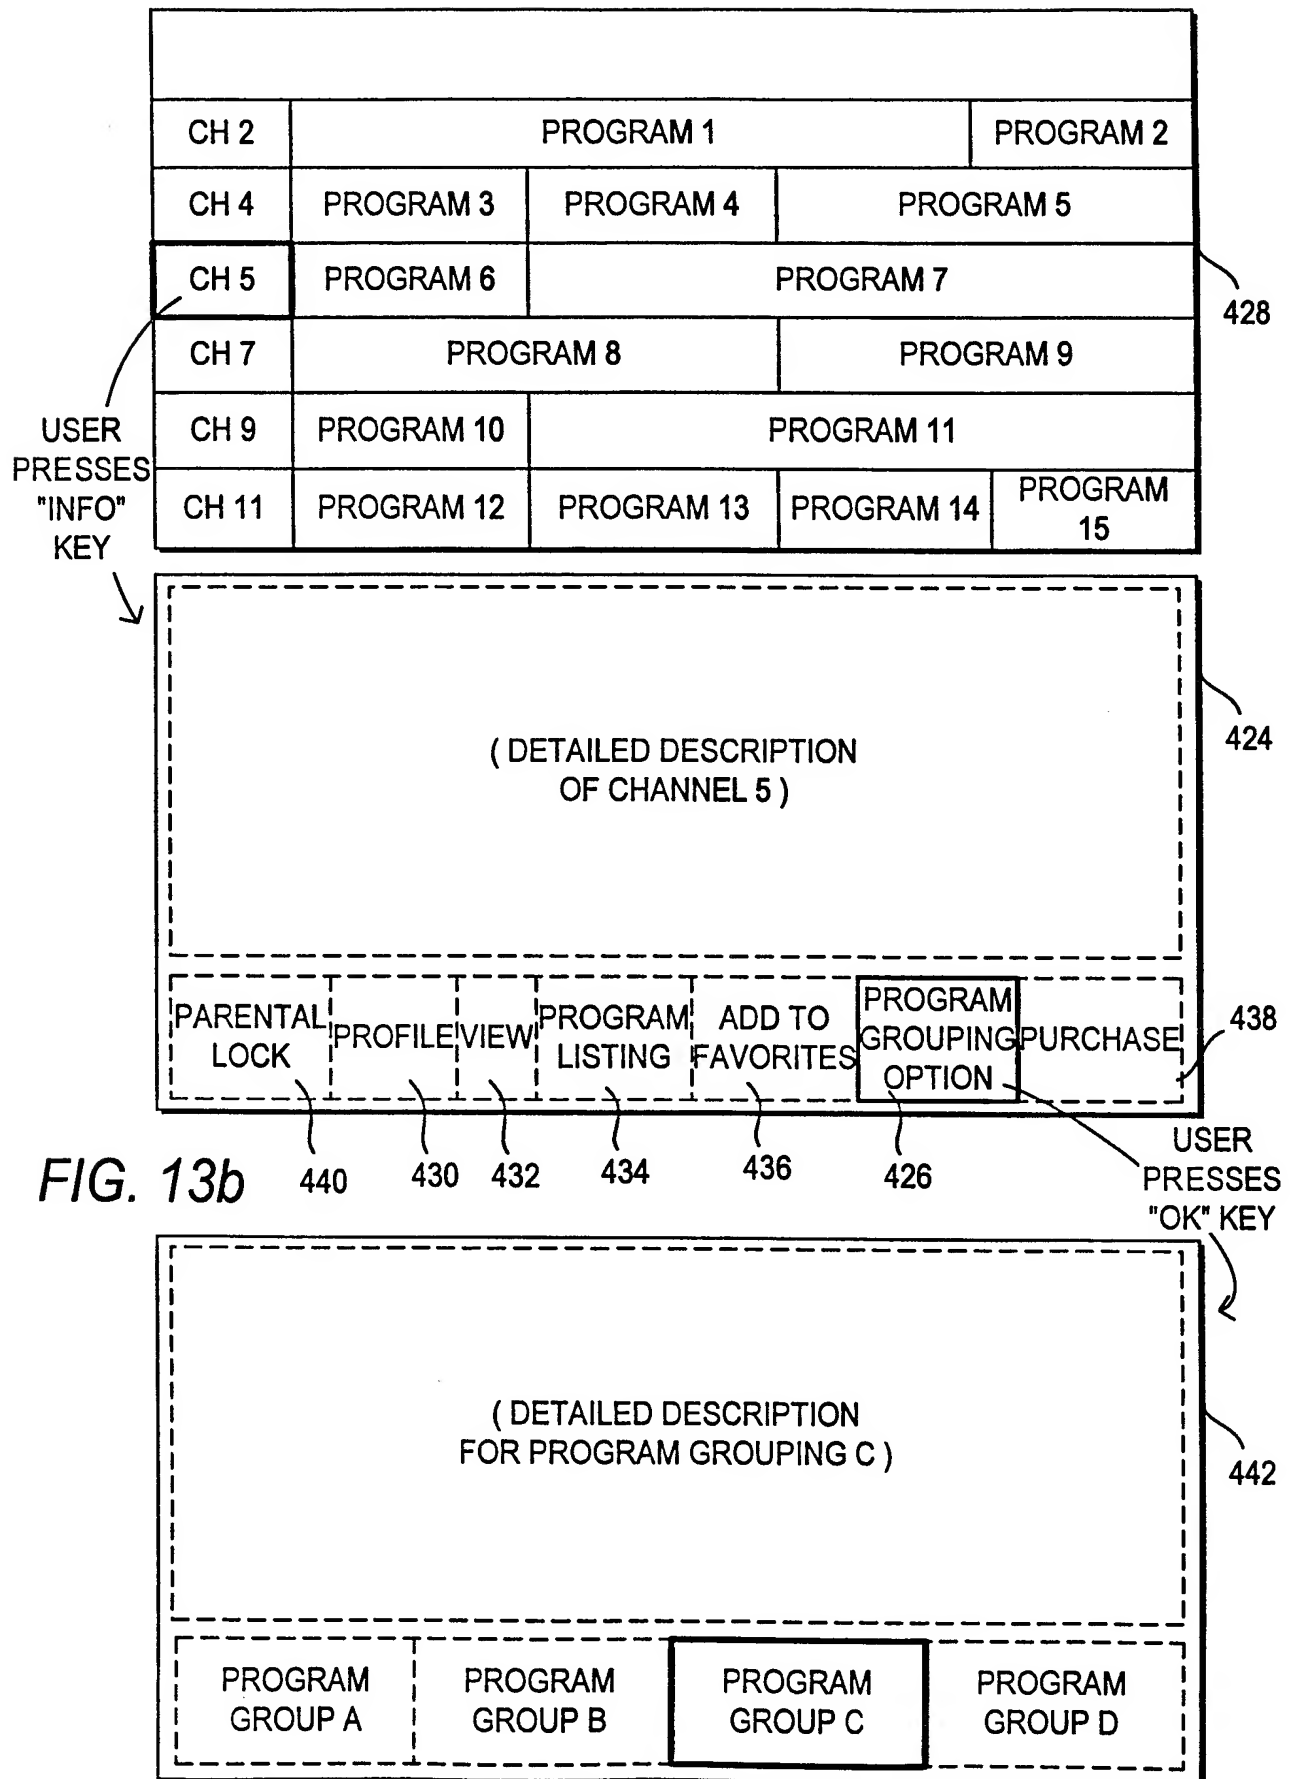 CH 2 PROGRAM 1 PROGRAM 2
CH 4 PROGRAM 3 PROGRAM 4 PROGRAM 5
CH 5 PROGRAM 6 PROGRAM 7
428
CH 7 PROGRAM 8 PROGRAM 9
CH 9 PROGRAM 10 PROGRAM 11
CH 11 PROGRAM 12 PROGRAM 13 PROGRAM 14 PROGRAM
15
USER
PRESSES
"INFO"
KEY
( DETAILED DESCRIPTION
OF CHANNEL 5 )
424
PARENTAL
LOCK
PROFILE
VIEW
PROGRAM
LISTING
ADD TO
FAVORITES
PROGRAM
GROUPING
OPTION
PURCHASE
438
440 430 432 434 436 426
USER
PRESSES
"OK" KEY
FIG. 13b
( DETAILED DESCRIPTION
FOR PROGRAM GROUPING C )
442
PROGRAM
GROUP A
PROGRAM
GROUP B
PROGRAM
GROUP C
PROGRAM
GROUP D